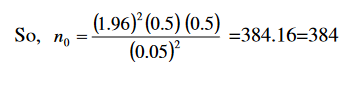 So, n₀ = (1.96)² (0.5) (0.5) / (0.05)² =384.16=384